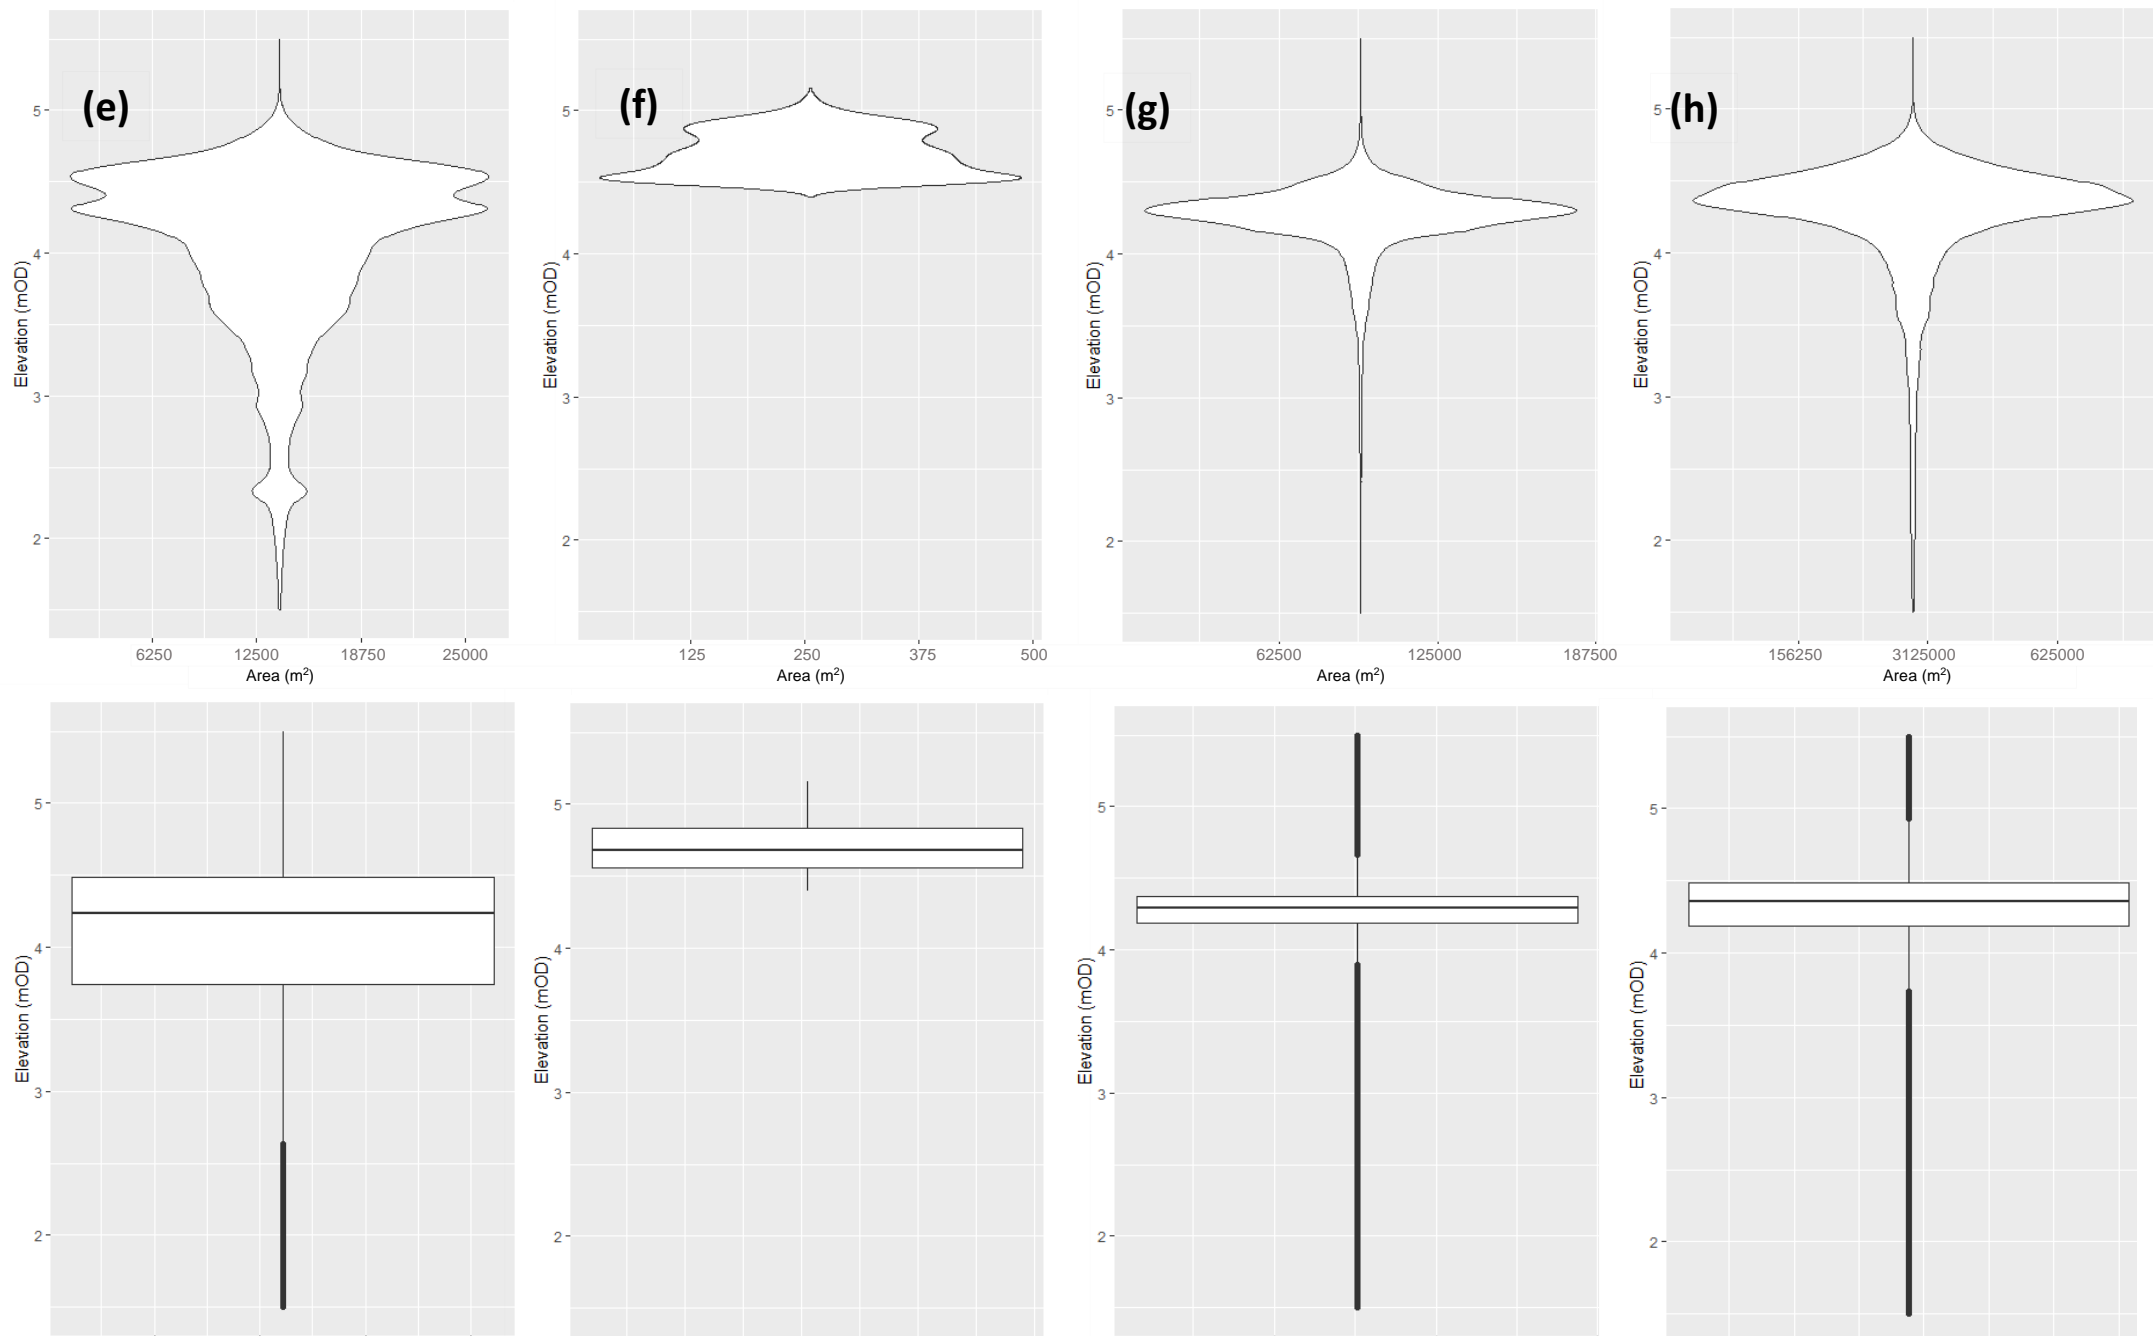 (e)
5
4
3
2
Elevation (mOD)
6250 12500 18750 25000
Area (m²)
(f)
5
4
3
2
Elevation (mOD)
125 250 375 500
Area (m²)
(g)
5
4
3
2
Elevation (mOD)
62500 125000 187500
Area (m²)
(h)
5
4
3
2
Elevation (mOD)
156250 3125000 625000
Area (m²)
5
4
3
2
Elevation (mOD)
5
4
3
2
Elevation (mOD)
5
4
3
2
Elevation (mOD)
5
4
3
2
Elevation (mOD)